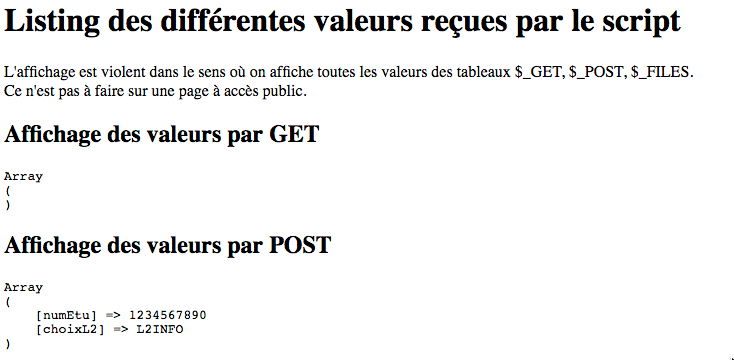 Listing des différentes valeurs reçues par le script
L'affichage est violent dans le sens où on affiche toutes les valeurs des tableaux $_GET, $_POST, $_FILES.
Ce n'est pas à faire sur une page à accès public.
Affichage des valeurs par GET
Array
(
)
Affichage des valeurs par POST
Array
(
    [numEtu] => 1234567890
    [choixL2] => L2INFO
)